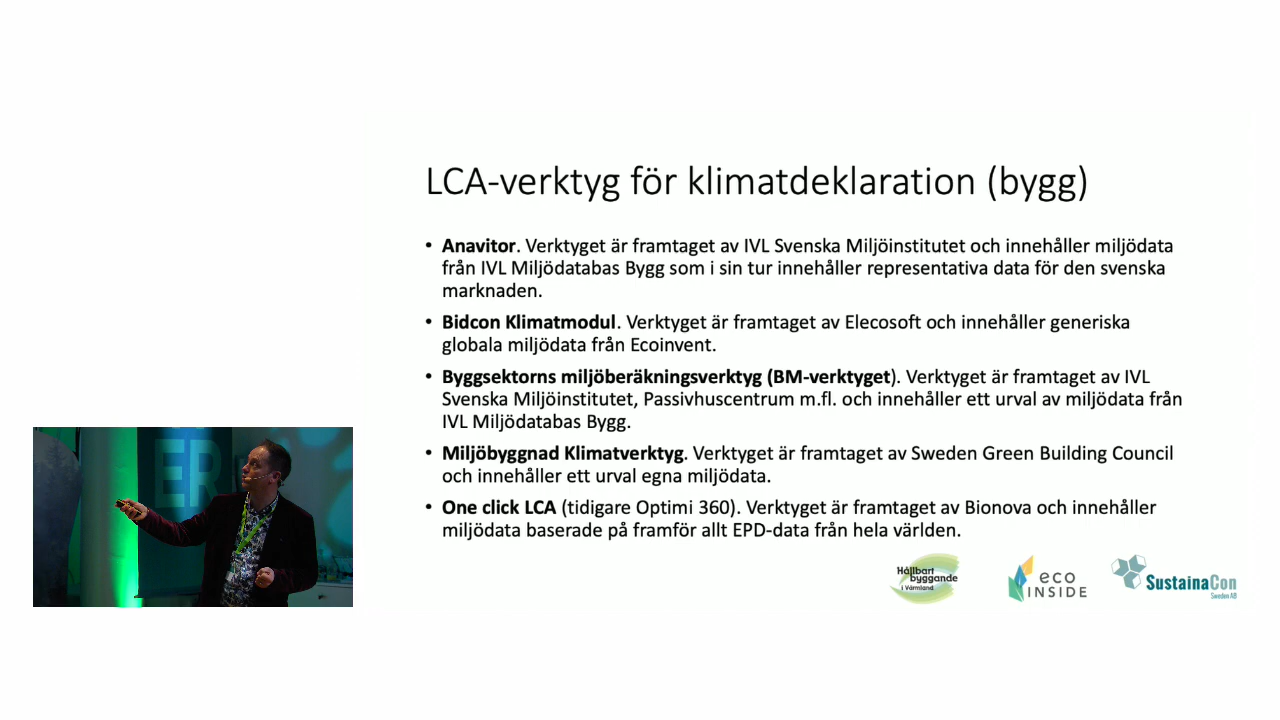 LCA-verktyg för klimatdeklaration (bygg)
• Anavitor. Verktyget är framtaget av IVL Svenska Miljöinstitutet och innehåller miljödata
från IVL Miljödatabas Bygg som i sin tur innehåller representativa data för den svenska
marknaden.
• Bidcon Klimatmodul. Verktyget är framtaget av Elecosoft och innehåller generiska
globala miljödata från Ecoinvent.
• Byggsektorns miljöberäkningsverktyg (BM-verktyget). Verktyget är framtaget av IVL
Svenska Miljöinstitutet, Passivhuscentrum m.fl. och innehåller ett urval av miljödata från
IVL Miljödatabas Bygg.
• Miljöbyggnad Klimatverktyg. Verktyget är framtaget av Sweden Green Building Council
och innehåller ett urval egna miljödata.
• One click LCA (tidigare Optimi 360). Verktyget är framtaget av Bionova och innehåller
miljödata baserade på framför allt EPD-data från hela världen.
ER
Hållbart
byggande
i Värmland
eco
INSIDE
SustainaCon
Sweden AB